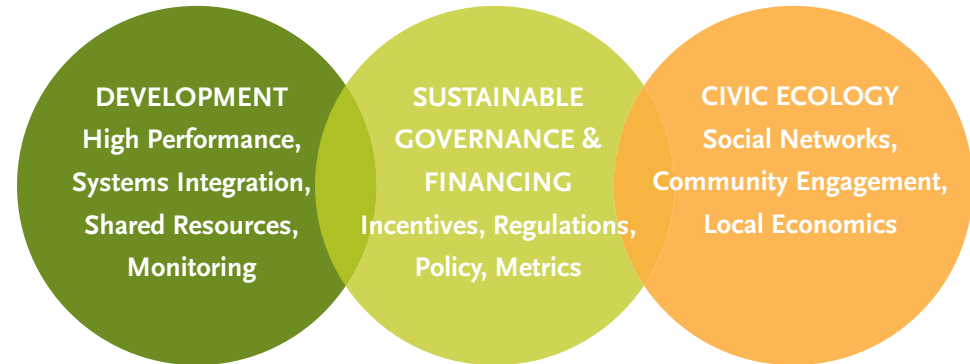 DEVELOPMENT
High Performance,
Systems Integration,
Shared Resources,
Monitoring
SUSTAINABLE
GOVERNANCE &
FINANCING
Incentives, Regulations,
Policy, Metrics
CIVIC ECOLOGY
Social Networks,
Community Engagement,
Local Economics